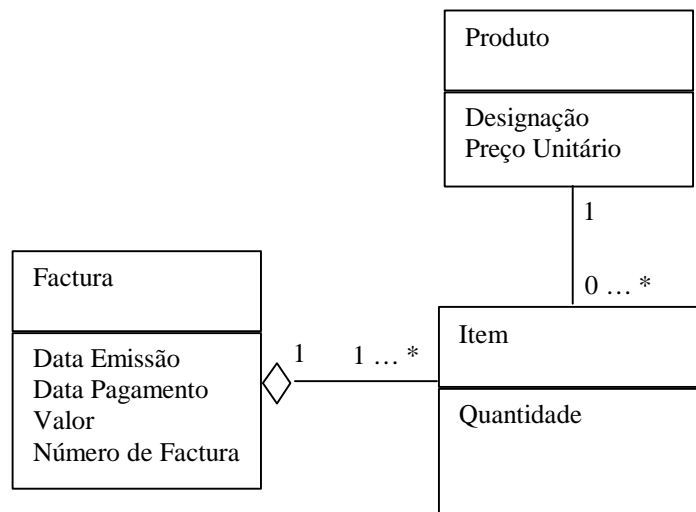 Produto
Designação
Preço Unitário
1
0 … *
Factura
Data Emissão
Data Pagamento
Valor
Número de Factura
1
1 … *
Item
Quantidade